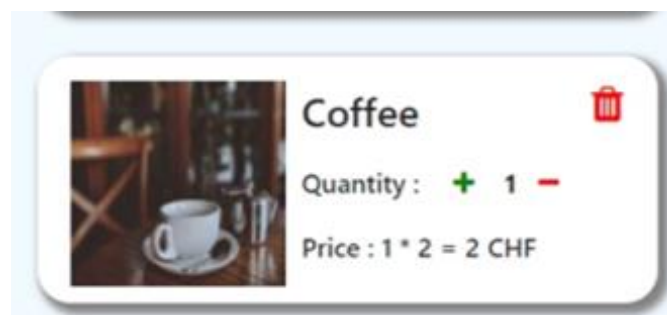 Coffee
Quantity : + 1 −
Price : 1 * 2 = 2 CHF